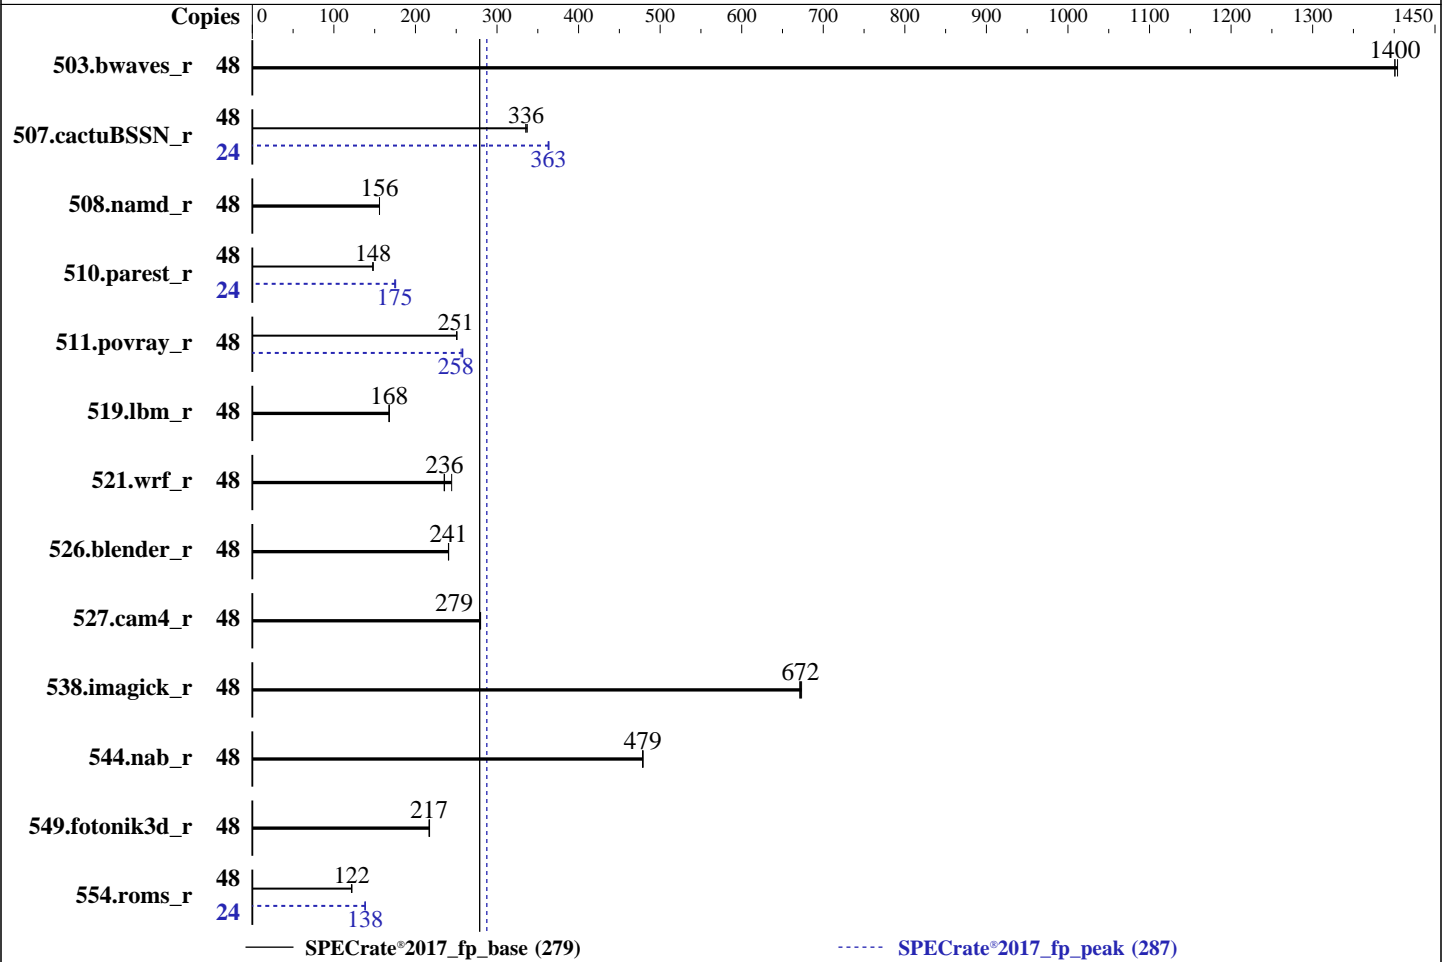 Copies 0 100 200 300 400 500 600 700 800 900 1000 1100 1200 1300 1450
503.bwaves_r 48 1400
507.cactuBSSN_r 48 336
24 363
508.namd_r 48 156
510.parest_r 48 148
24 175
511.povray_r 48 251
258
519.lbm_r 48 168
521.wrf_r 48 236
526.blender_r 48 241
527.cam4_r 48 279
538.imagick_r 48 672
544.nab_r 48 479
549.fotonik3d_r 48 217
554.roms_r 48 122
24 138
SPECrate®2017_fp_base (279) SPECrate®2017_fp_peak (287)